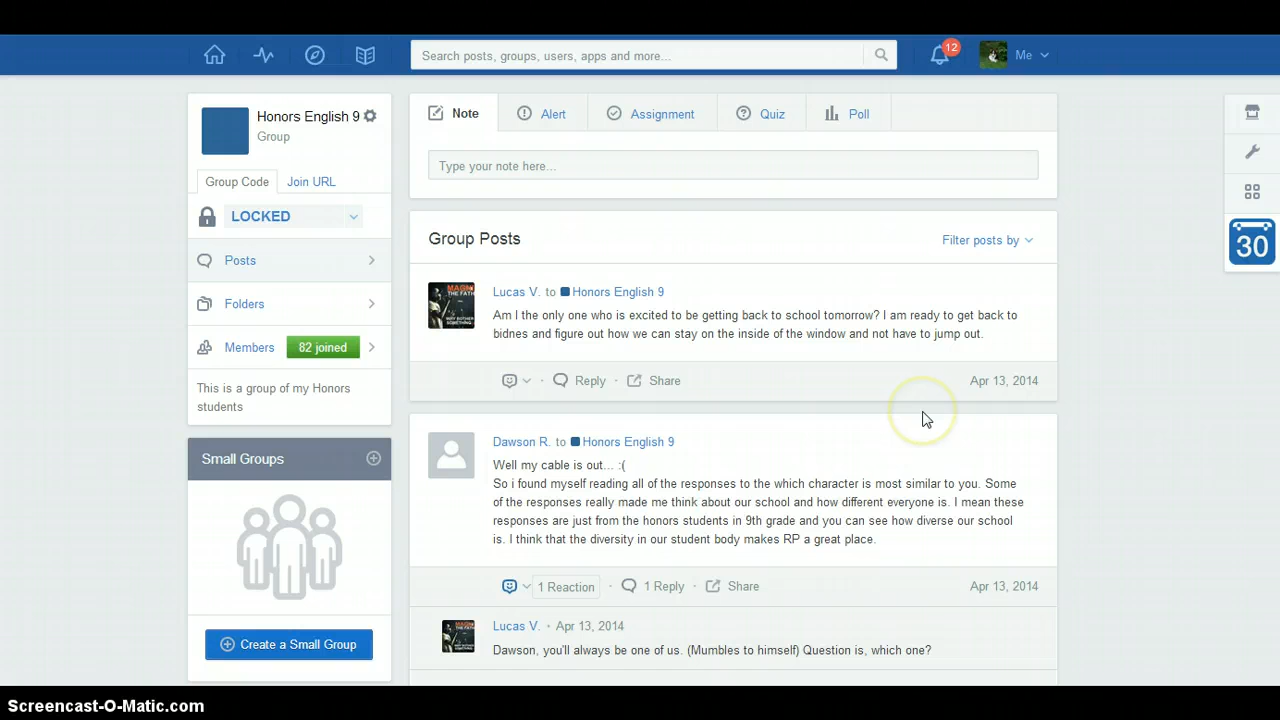 Search posts, groups, users, apps and more...
12
Me
Honors English 9
Group
Group Code
Join URL
LOCKED
Posts
Folders
Members
82 joined
This is a group of my Honors
students
Small Groups
Create a Small Group
Note
Alert
Assignment
Quiz
Poll
Type your note here...
Group Posts
Filter posts by
Lucas V. to Honors English 9
Am I the only one who is excited to be getting back to school tomorrow? I am ready to get back to
bidnes and figure out how we can stay on the inside of the window and not have to jump out.
Reply
Share
Apr 13, 2014
Dawson R. to Honors English 9
Well my cable is out... :(
So i found myself reading all of the responses to the which character is most similar to you. Some
of the responses really made me think about our school and how different everyone is. I mean these
responses are just from the honors students in 9th grade and you can see how diverse our school
is. I think that the diversity in our student body makes RP a great place.
1 Reaction
1 Reply
Share
Apr 13, 2014
Lucas V. · Apr 13, 2014
Dawson, you'll always be one of us. (Mumbles to himself) Question is, which one?
30
Screencast-O-Matic.com